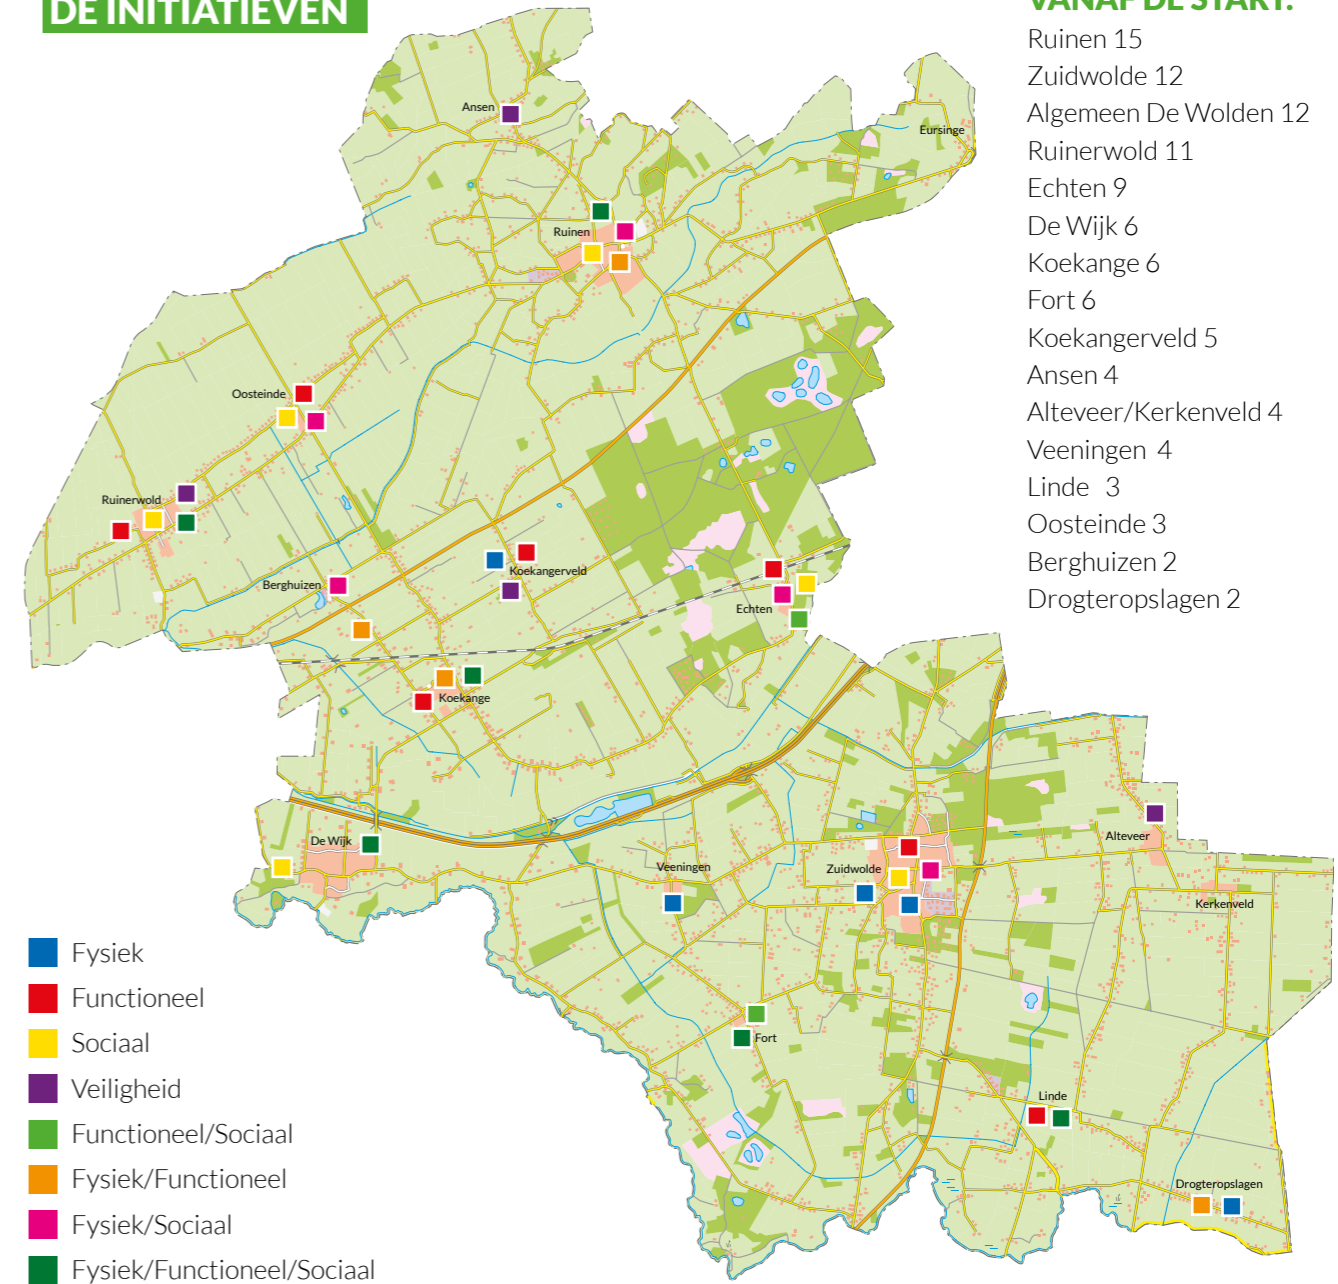 DE INITIATIEVEN
VANAF DE START:
Ruinen 15
Zuidwolde 12
Algemeen De Wolden 12
Ruinerwold 11
Echten 9
De Wijk 6
Koekange 6
Fort 6
Koekangerveld 5
Ansen 4
Alteveer/Kerkenveld 4
Veeningen 4
Linde 3
Oosteinde 3
Berghuizen 2
Drogteropslagen 2
Ansen
Eursinge
Ruinen
Oosteinde
Ruinerwold
Koekangerveld
Berghuizen
Echten
Koekange
De Wijk
Alteveer
Veeningen
Zuidwolde
Kerkenveld
Fort
Linde
Drogteropslagen
Fysiek
Functioneel
Sociaal
Veiligheid
Functioneel/Sociaal
Fysiek/Functioneel
Fysiek/Sociaal
Fysiek/Functioneel/Sociaal